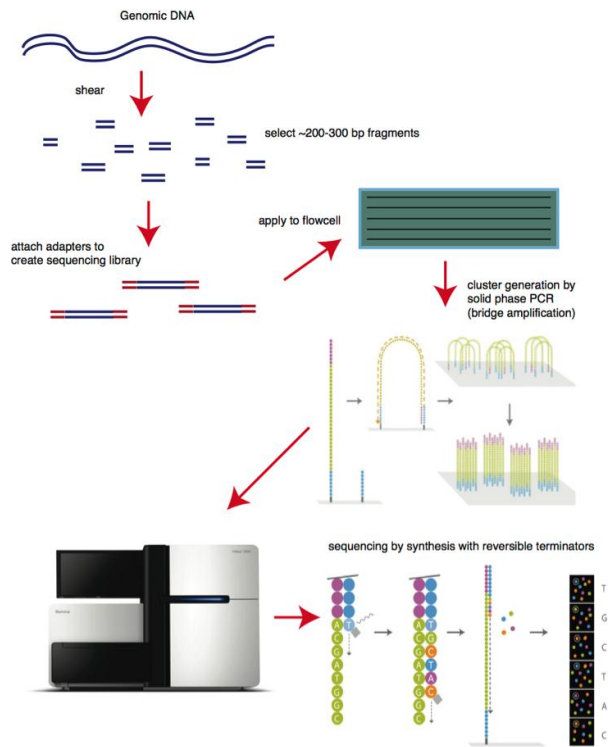 Genomic DNA
shear
select ~200-300 bp fragments
attach adapters to
create sequencing library
apply to flowcell
cluster generation by
solid phase PCR
(bridge amplification)
sequencing by synthesis with reversible terminators
A T
C
G
A
T
G
G
C
A T
C G
G C
A T
T A
G C
G
C
T
G
C
T
A
C